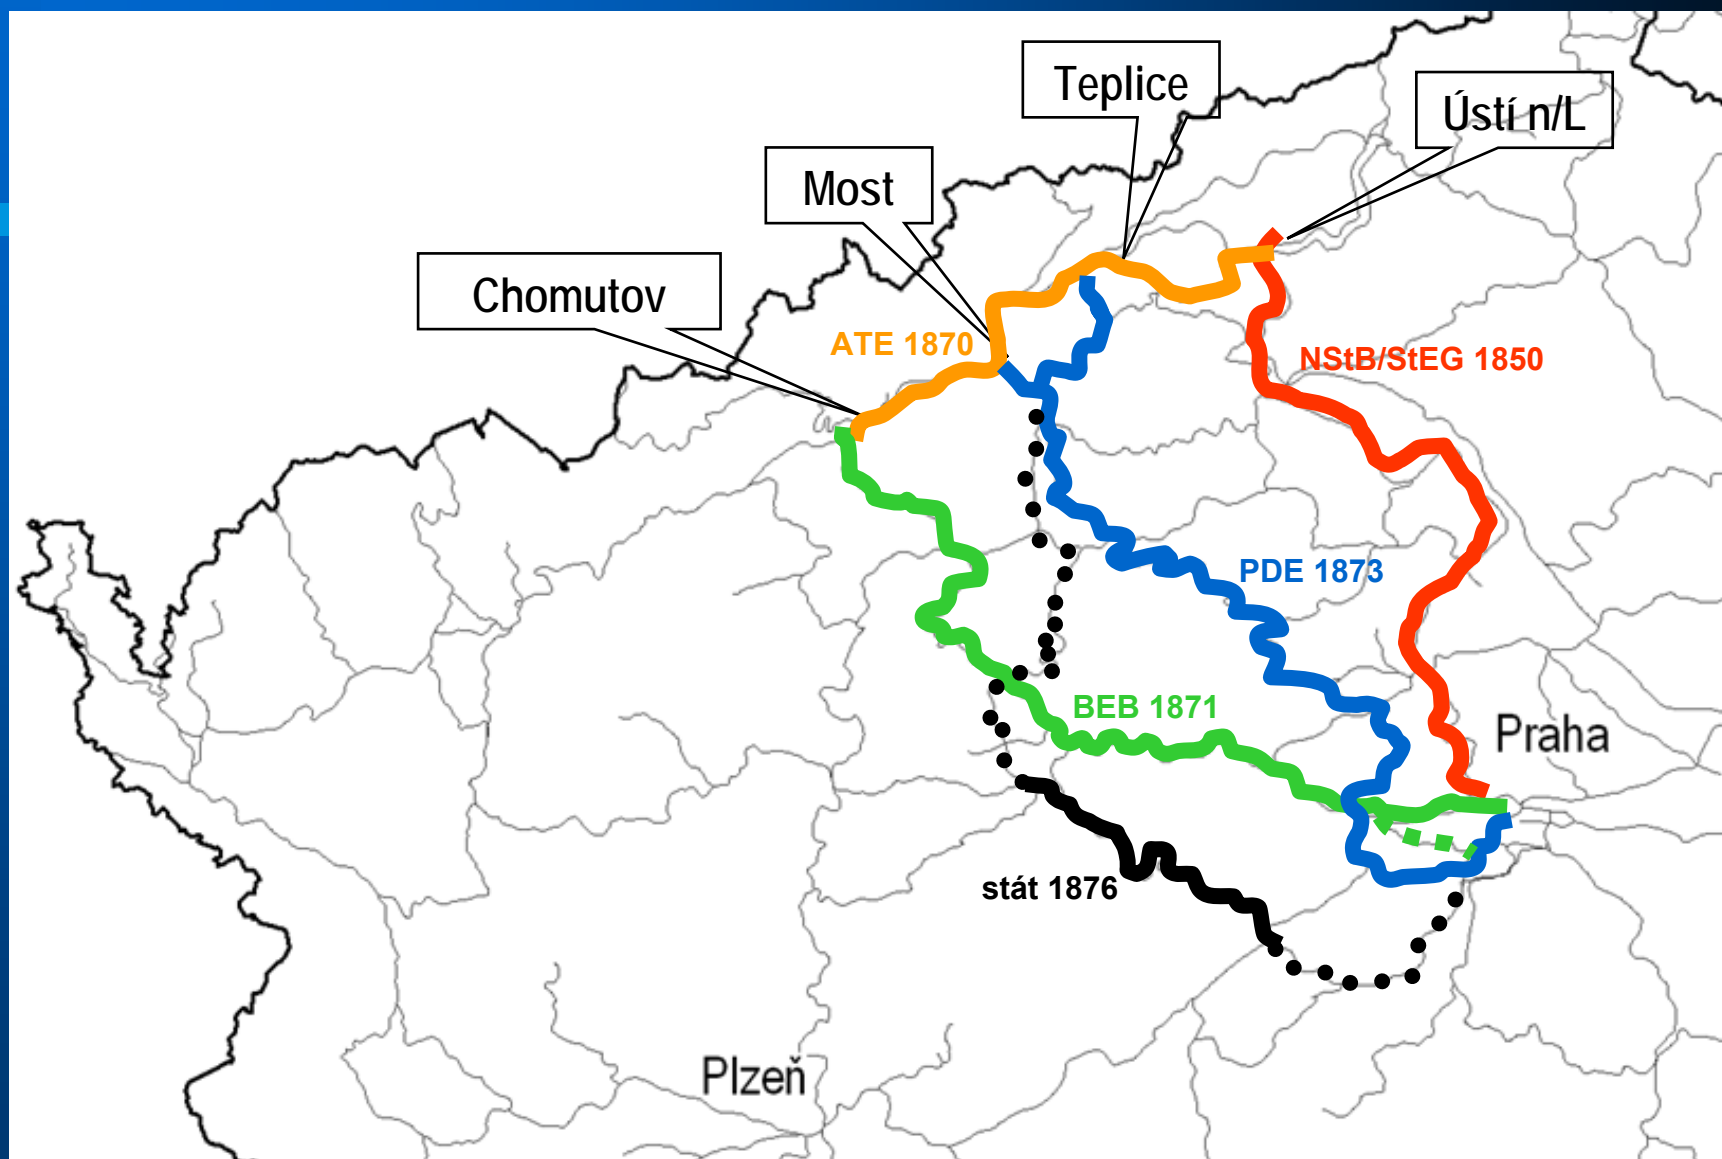 Teplice
Ústí n/L
Most
Chomutov
ATE 1870
NStB/StEG 1850
PDE 1873
BEB 1871
Praha
stát 1876
Plzeň